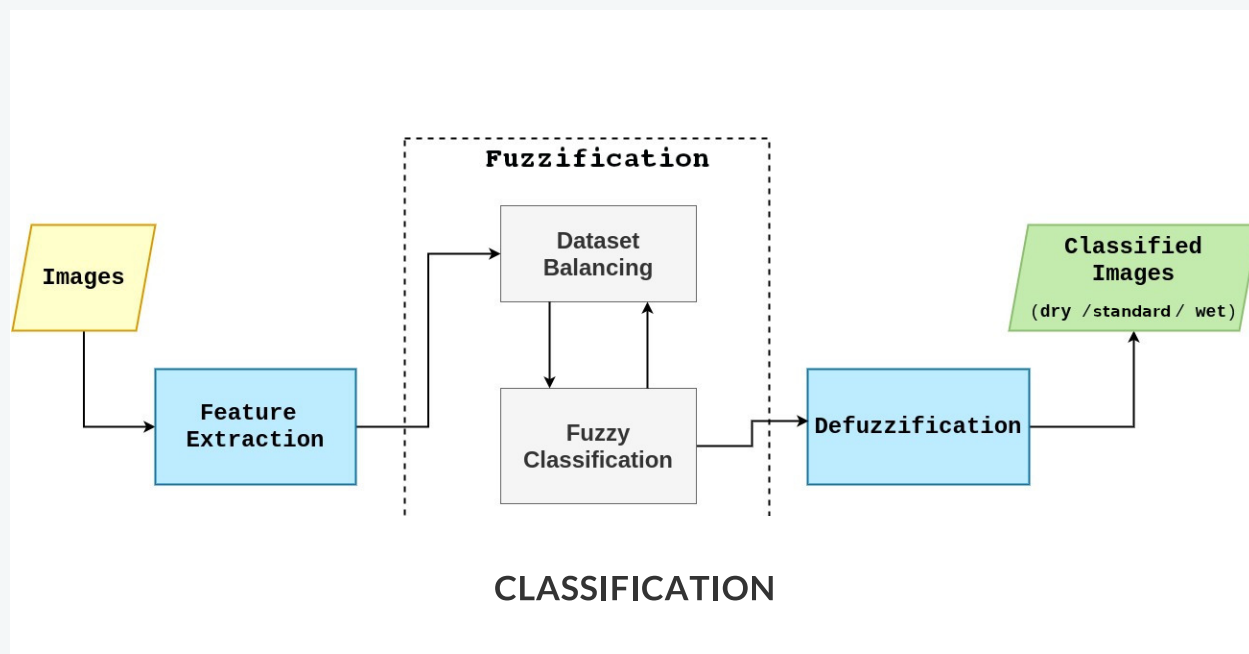 Fuzzification
Images
Feature
Extraction
Dataset
Balancing
Fuzzy
Classification
Defuzzification
Classified
Images
(dry /standard / wet)
CLASSIFICATION